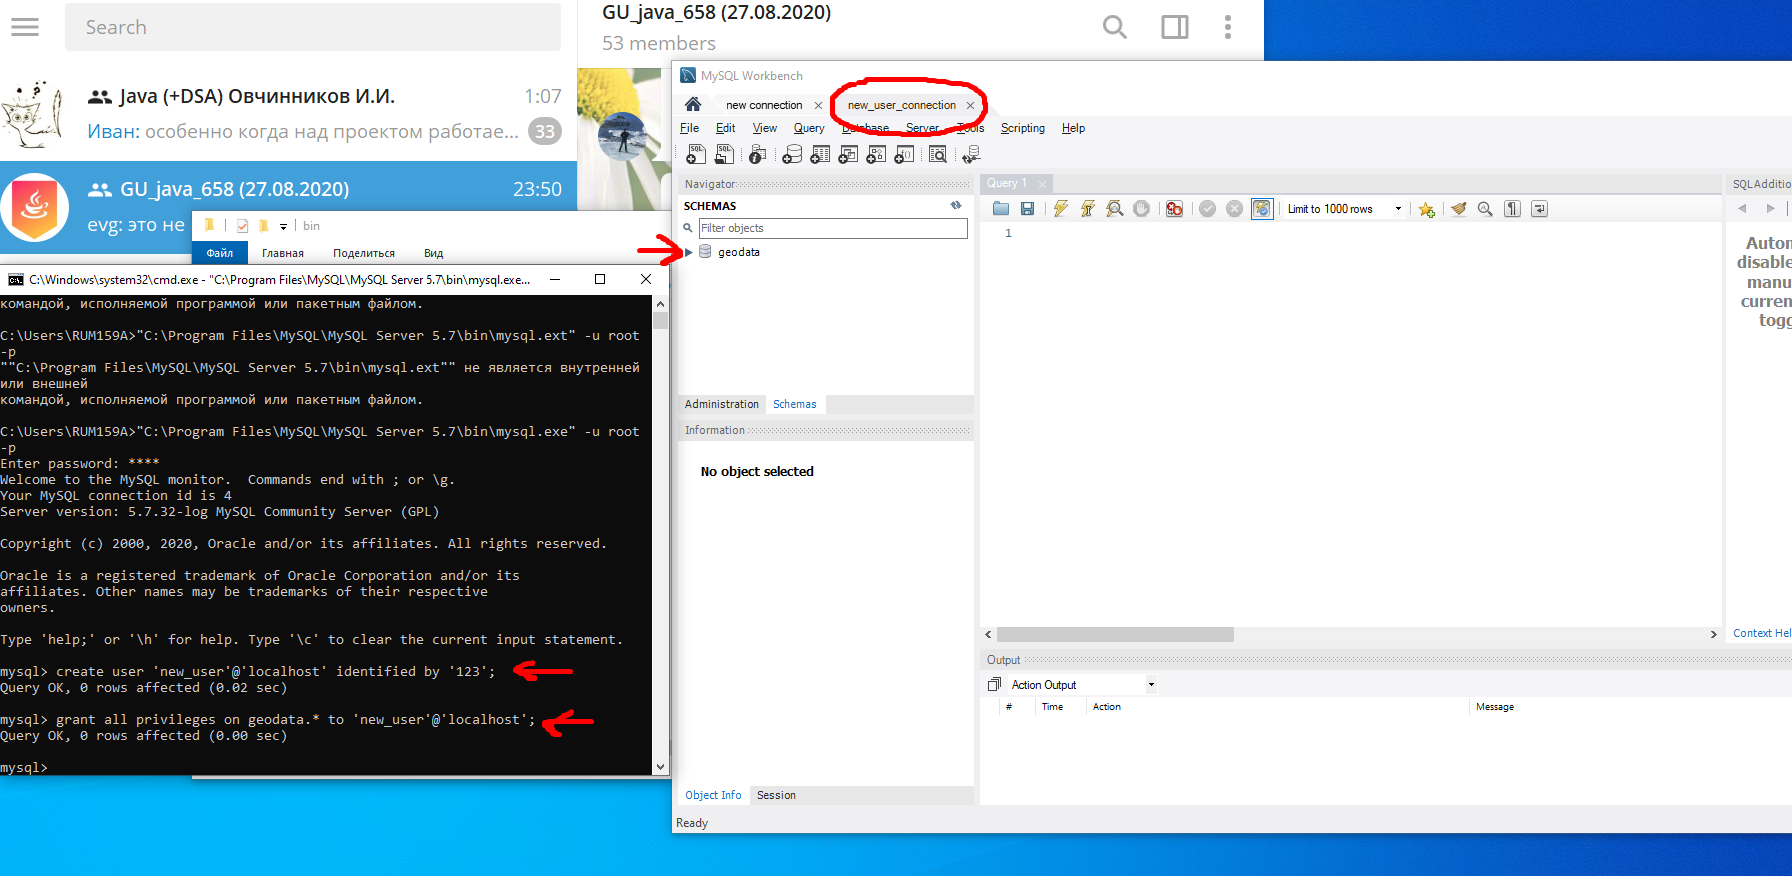 Search
GU_java_658 (27.08.2020)
53 members
Java (+DSA) Овчинников И.И.
1:07
Иван: особенно когда над проектом работае...
33
GU_java_658 (27.08.2020)
23:50
evg: это не
bin
Файл
Главная
Поделиться
Вид
C:\Windows\system32\cmd.exe - "C:\Program Files\MySQL\MySQL Server 5.7\bin\mysql.exe...
командой, исполняемой программой или пакетным файлом.
C:\Users\RUM159A>"C:\Program Files\MySQL\MySQL Server 5.7\bin\mysql.ext" -u root
-p
""C:\Program Files\MySQL\MySQL Server 5.7\bin\mysql.ext"" не является внутренней
или внешней
командой, исполняемой программой или пакетным файлом.
C:\Users\RUM159A>"C:\Program Files\MySQL\MySQL Server 5.7\bin\mysql.exe" -u root
-p
Enter password: ****
Welcome to the MySQL monitor.  Commands end with ; or \g.
Your MySQL connection id is 4
Server version: 5.7.32-log MySQL Community Server (GPL)
Copyright (c) 2000, 2020, Oracle and/or its affiliates. All rights reserved.
Oracle is a registered trademark of Oracle Corporation and/or its
affiliates. Other names may be trademarks of their respective
owners.
Type 'help;' or '\h' for help. Type '\c' to clear the current input statement.
mysql> create user 'new_user'@'localhost' identified by '123';
Query OK, 0 rows affected (0.02 sec)
mysql> grant all privileges on geodata.* to 'new_user'@'localhost';
Query OK, 0 rows affected (0.00 sec)
mysql>
MySQL Workbench
new connection
new_user_connection
File Edit View Query Database Server Tools Scripting Help
Navigator
SCHEMAS
Filter objects
geodata
Administration Schemas
Information
No object selected
Object Info Session
Ready
Query 1
Limit to 1000 rows
1
Output
Action Output
# Time Action Message
SQLAdditio
Auton
disable
manu
curren
togg
Context Hel